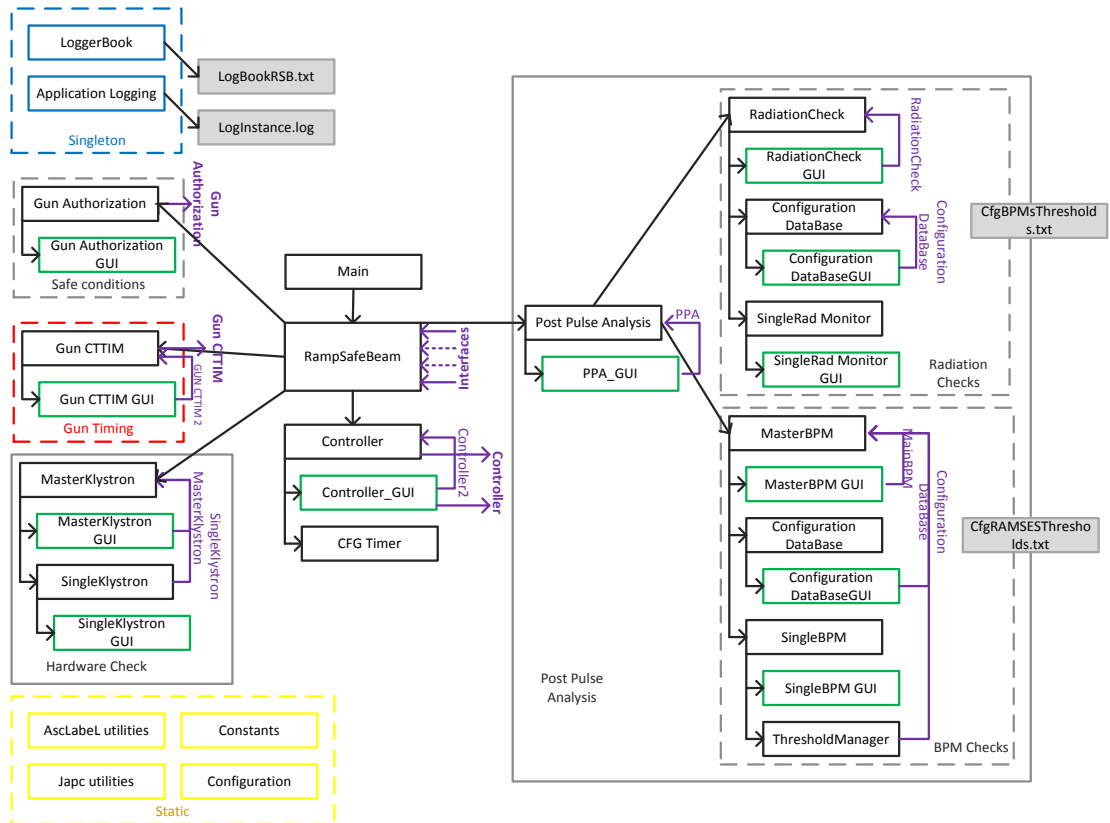 LoggerBook
LogBookRSB.txt
Application Logging
LogInstance.log
Singleton
Gun Authorization
Gun
Authorization
Gun Authorization
GUI
Safe conditions
Gun CTTIM
Gun CTTIM
GUN CTTIM 2
Gun CTTIM GUI
Gun Timing
MasterKlystron
MasterKlystron
GUI
SingleKlystron
SingleKlystron
GUI
MasterKlystron
SingleKlystron
Hardware Check
AscLabeL utilities
Constants
Japc utilities
Configuration
Static
Main
RampSafeBeam
Interfaces
Controller
Controller_GUI
CFG Timer
Controller2
Controller
Post Pulse Analysis
PPA
PPA_GUI
Post Pulse
Analysis
RadiationCheck
RadiationCheck
GUI
RadiationCheck
Configuration
DataBase
Configuration
DataBaseGUI
Configuration
DataBase
SingleRad Monitor
SingleRad Monitor
GUI
Radiation
Checks
CfgBPMsThreshold
s.txt
MasterBPM
MasterBPM GUI
MainBPM
Configuration
DataBase
Configuration
DataBaseGUI
Configuration
DataBase
SingleBPM
SingleBPM GUI
ThresholdManager
BPM Checks
CfgRAMSESThresho
lds.txt